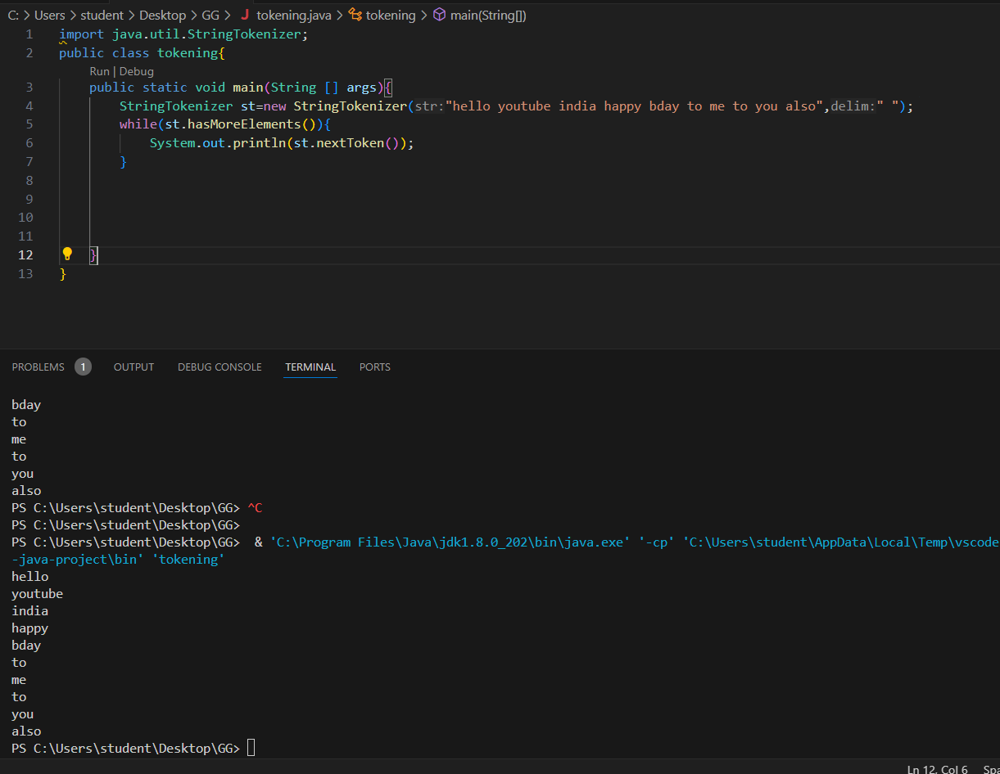 C: > Users > student > Desktop > GG > J tokening.java > tokening > main(String[])
1 import java.util.StringTokenizer;
2 public class tokening{
Run | Debug
3 public static void main(String [] args){
4 StringTokenizer st=new StringTokenizer(str:"hello youtube india happy bday to me to you also",delim:" ");
5 while(st.hasMoreElements()){
6 System.out.println(st.nextToken());
7 }
8
9
10
11
12 }
13 }
PROBLEMS 1 OUTPUT DEBUG CONSOLE TERMINAL PORTS
bday
to
me
to
you
also
PS C:\Users\student\Desktop\GG> ^C
PS C:\Users\student\Desktop\GG>
PS C:\Users\student\Desktop\GG> & 'C:\Program Files\Java\jdk1.8.0_202\bin\java.exe' '-cp' 'C:\Users\student\AppData\Local\Temp\vscode
-java-project\bin' 'tokening'
hello
youtube
india
happy
bday
to
me
to
you
also
PS C:\Users\student\Desktop\GG>
Ln 12, Col 6